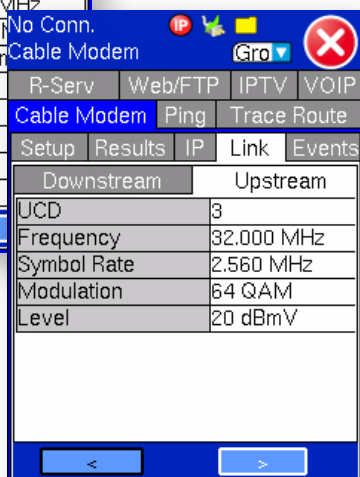 MHz
No Conn.
IP
Cable Modem
Gro
R-Serv Web/FTP IPTV VOIP
Cable Modem Ping Trace Route
Setup Results IP Link Events
Downstream Upstream
UCD 3
Frequency 32.000 MHz
Symbol Rate 2.560 MHz
Modulation 64 QAM
Level 20 dBmV
< >